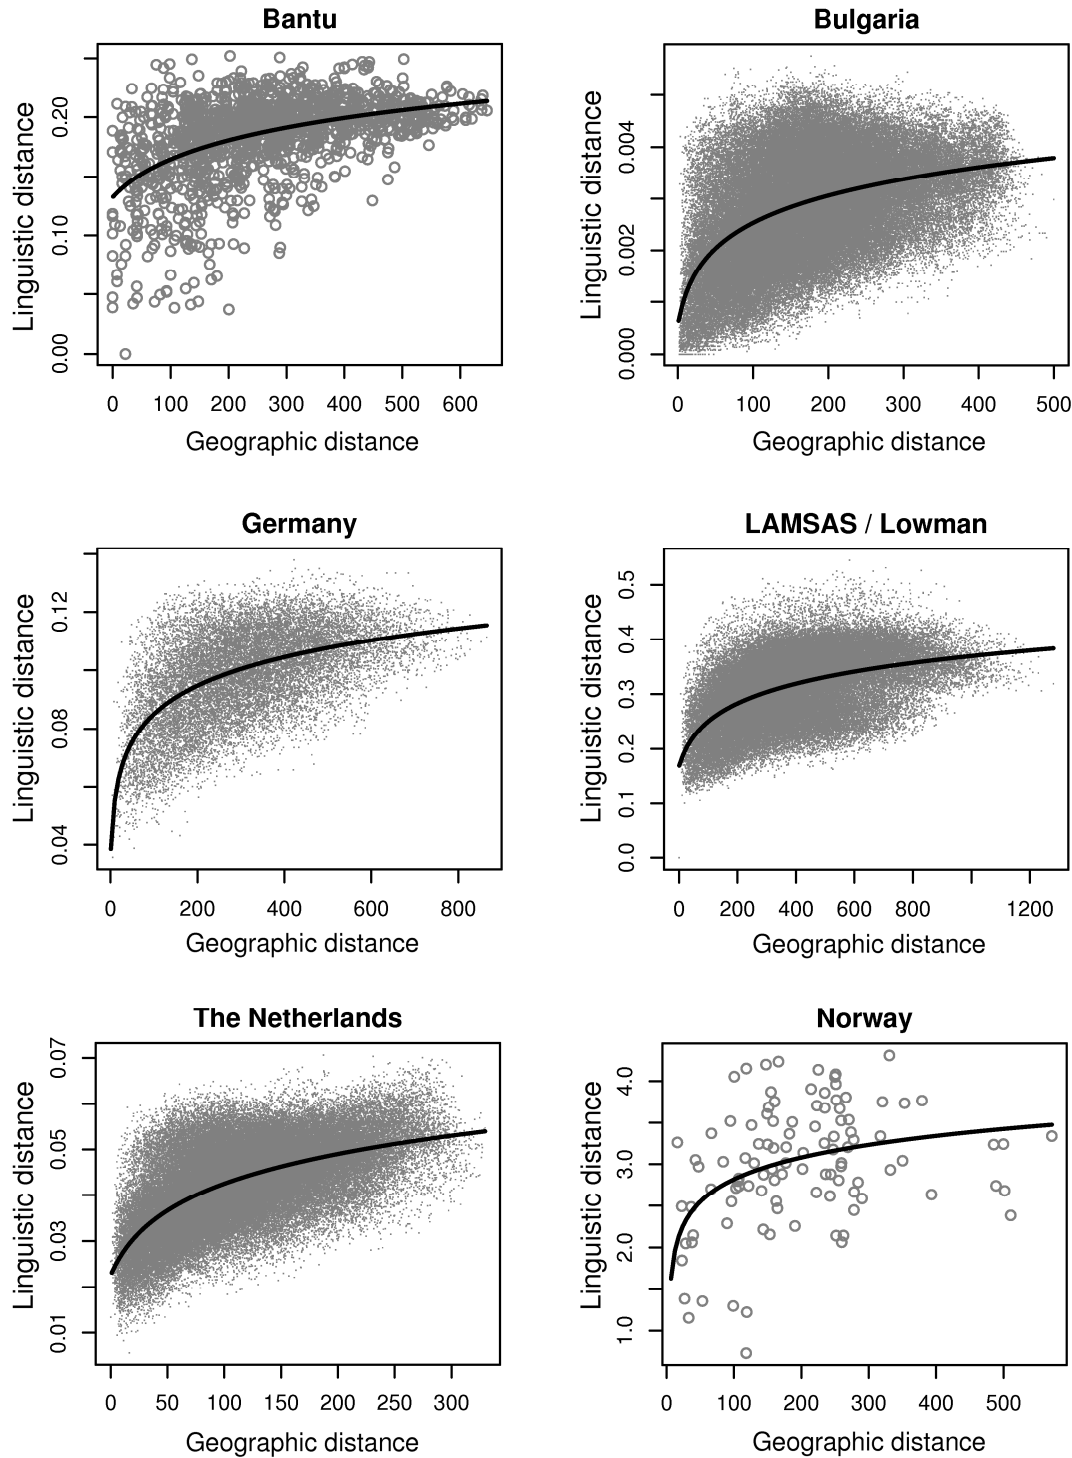 Bantu
Linguistic distance
0.00 0.10 0.20
0 100 200 300 400 500 600
Geographic distance
Bulgaria
Linguistic distance
0.000 0.002 0.004
0 100 200 300 400 500
Geographic distance
Germany
Linguistic distance
0.04 0.08 0.12
0 200 400 600 800
Geographic distance
LAMSAS / Lowman
Linguistic distance
0.0 0.1 0.2 0.3 0.4 0.5
0 200 400 600 800 1200
Geographic distance
The Netherlands
Linguistic distance
0.01 0.03 0.05 0.07
0 50 100 150 200 250 300
Geographic distance
Norway
Linguistic distance
1.0 2.0 3.0 4.0
0 100 200 300 400 500
Geographic distance